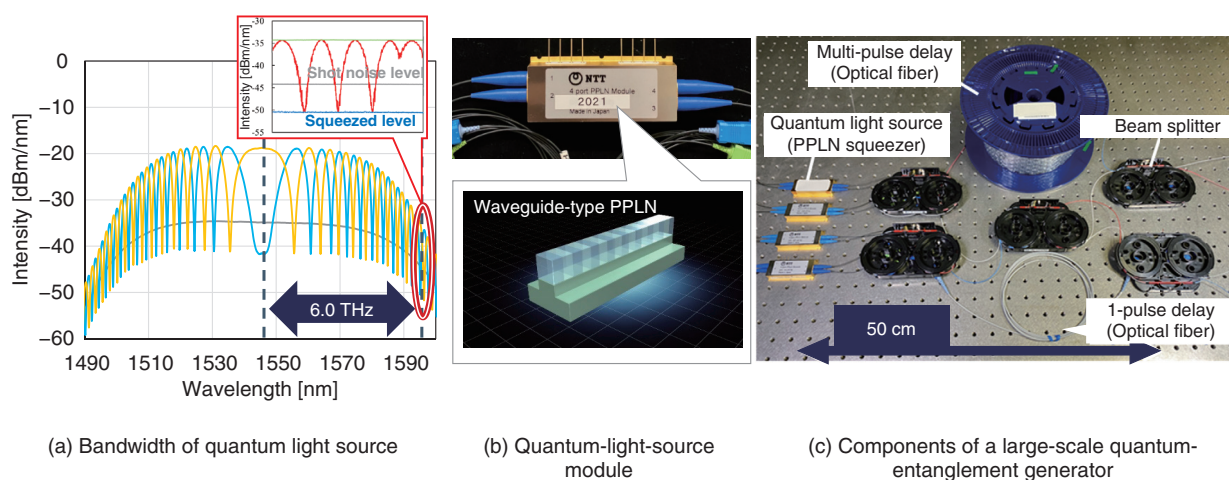 Intensity [dBm/nm]
0
–10
–20
–30
–40
–50
–60
1490
1510
1530
1550
1570
1590
Wavelength [nm]
6.0 THz
Intensity [dBm/nm]
-30
-35
-40
-45
-50
-55
Shot noise level
Squeezed level
(a) Bandwidth of quantum light source
NTT
4 port PPLN Module
2021
Made in Japan
1
2
4
3
Waveguide-type PPLN
(b) Quantum-light-source
module
Multi-pulse delay
(Optical fiber)
Quantum light source
(PPLN squeezer)
Beam splitter
1-pulse delay
(Optical fiber)
50 cm
(c) Components of a large-scale quantum-
entanglement generator